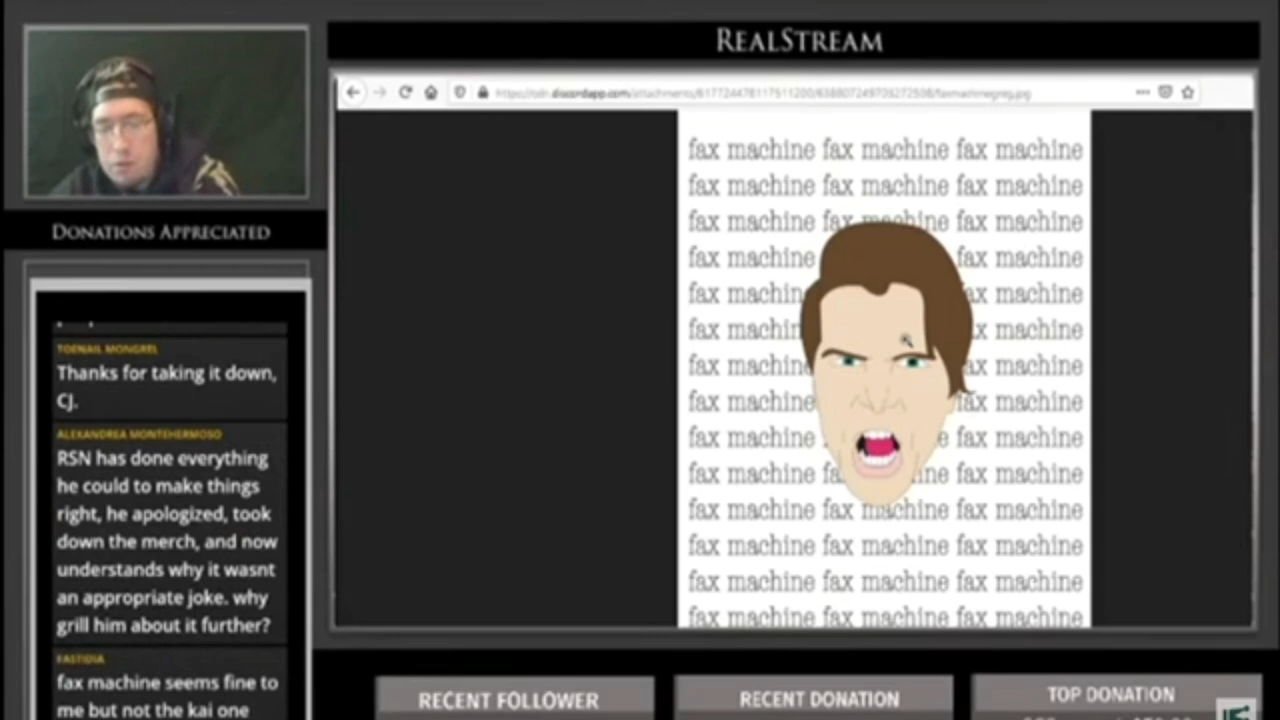 REALSTREAM
DONATIONS APPRECIATED
TOENAIL MONGREL
Thanks for taking it down,
CJ.
ALEXANDREA MONTEHERMOSO
RSN has done everything
he could to make things
right, he apologized, took
down the merch, and now
understands why it wasnt
an appropriate joke. why
grill him about it further?
FASTIDIA
fax machine seems fine to
me but not the kai one
fax machine fax machine fax machine
fax machine fax machine fax machine
fax machine fax machine fax machine
fax machine fax machine
fax machine ax machine
fax machin x machine
fax machine ax machine
fax machine fax machine
fax machine fax machine
fax machine fa ine fax machine
fax machine fax machine fax machine
fax machine fax machine fax machine
fax machine fax machine fax machine
fax machine fax machine fax machine
RECENT FOLLOWER
RECENT DONATION
TOP DONATION